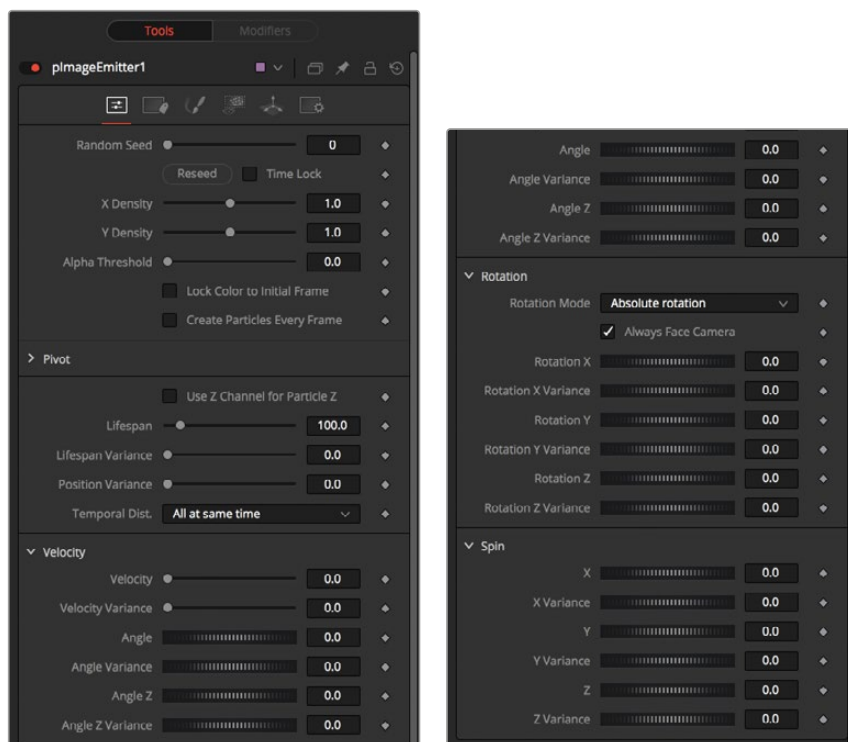 Tools Modifiers
pImageEmitter1
Random Seed 0
Reseed Time Lock
X Density 1.0
Y Density 1.0
Alpha Threshold 0.0
Lock Color to Initial Frame
Create Particles Every Frame
Pivot
Use Z Channel for Particle Z
Lifespan 100.0
Lifespan Variance 0.0
Position Variance 0.0
Temporal Dist. All at same time
Velocity
Velocity 0.0
Velocity Variance 0.0
Angle 0.0
Angle Variance 0.0
Angle Z 0.0
Angle Z Variance 0.0
Angle 0.0
Angle Variance 0.0
Angle Z 0.0
Angle Z Variance 0.0
Rotation
Rotation Mode Absolute rotation
Always Face Camera
Rotation X 0.0
Rotation X Variance 0.0
Rotation Y 0.0
Rotation Y Variance 0.0
Rotation Z 0.0
Rotation Z Variance 0.0
Spin
X 0.0
X Variance 0.0
Y 0.0
Y Variance 0.0
Z 0.0
Z Variance 0.0